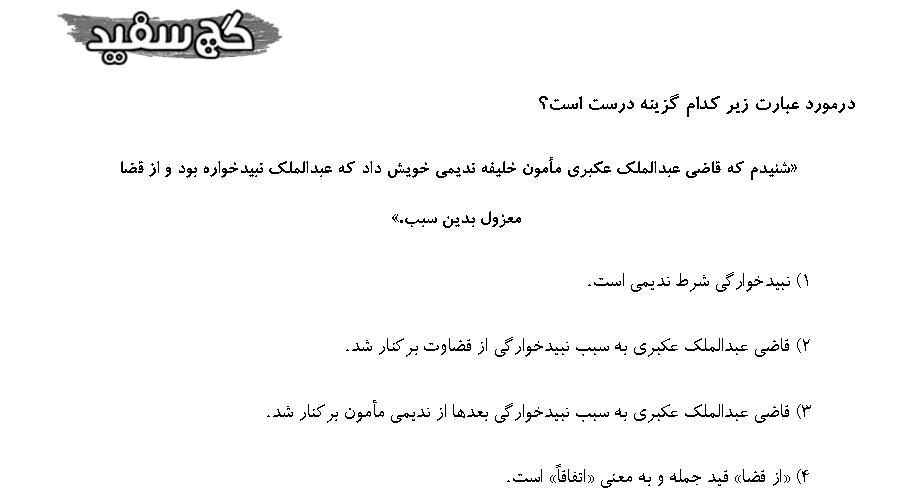 گچ سفید
درمورد عبارت زیر کدام گزینه درست است؟
«شنیدم که قاضی عبدالملک عکبری مأمون خلیفه ندیمی خویش داد که عبدالملک نبیدخواره بود و از قضا
معزول بدین سبب.»
۱) نبیدخوارگی شرط ندیمی است.
۲) قاضی عبدالملک عکبری به سبب نبیدخوارگی از قضاوت برکنار شد.
۳) قاضی عبدالملک عکبری به سبب نبیدخوارگی بعدها از ندیمی مأمون برکنار شد.
۴) «از قضا» قید جمله و به معنی «اتفاقاً» است.